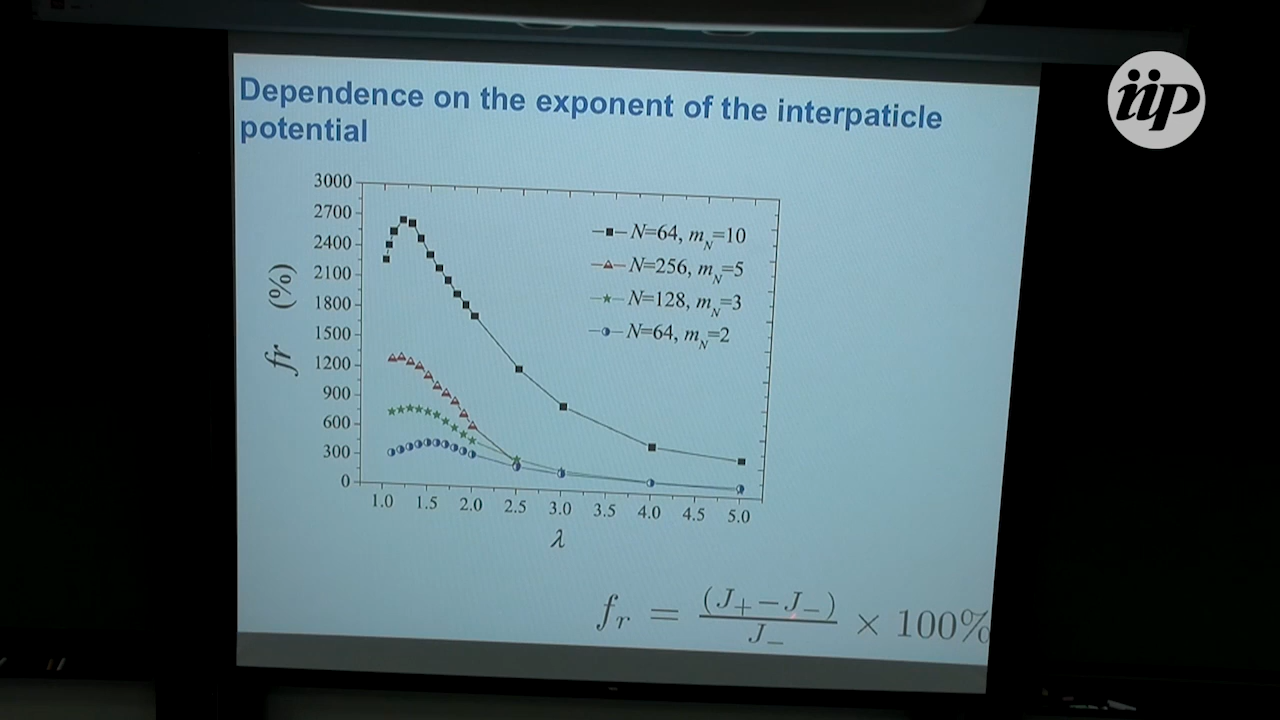 iip
Dependence on the exponent of the interpaticle
potential
3000
2700
2400
2100
1800
1500
1200
900
600
300
0
fr (%)
N=64, m_N=10
N=256, m_N=5
N=128, m_N=3
N=64, m_N=2
1.0 1.5 2.0 2.5 3.0 3.5 4.0 4.5 5.0
λ
f_r = (J_+ − J_−) / J_− × 100%